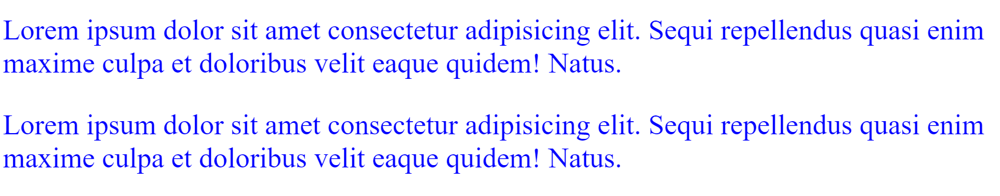 Lorem ipsum dolor sit amet consectetur adipisicing elit. Sequi repellendus quasi enim
maxime culpa et doloribus velit eaque quidem! Natus.
Lorem ipsum dolor sit amet consectetur adipisicing elit. Sequi repellendus quasi enim
maxime culpa et doloribus velit eaque quidem! Natus.